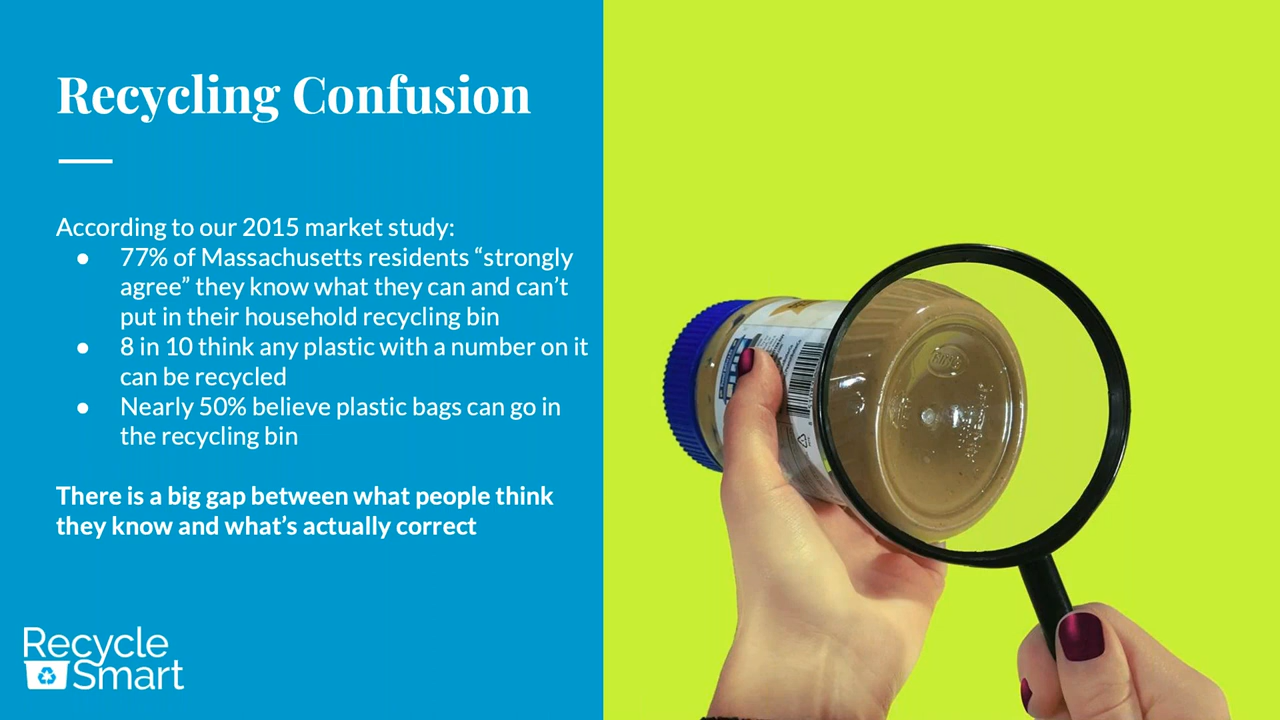 Recycling Confusion
According to our 2015 market study:
● 77% of Massachusetts residents “strongly
agree” they know what they can and can’t
put in their household recycling bin
● 8 in 10 think any plastic with a number on it
can be recycled
● Nearly 50% believe plastic bags can go in
the recycling bin
There is a big gap between what people think
they know and what’s actually correct
Recycle
Smart